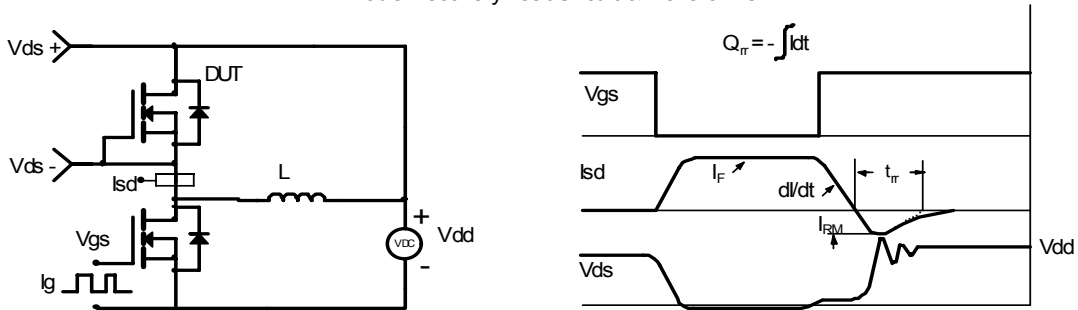 Vds +
DUT
Vds -
Isd
L
Vgs
Ig
+
VDC
-
Vdd
Qrr = - ∫Idt
Vgs
Isd
IF
dI/dt
trr
IRM
Vdd
Vds